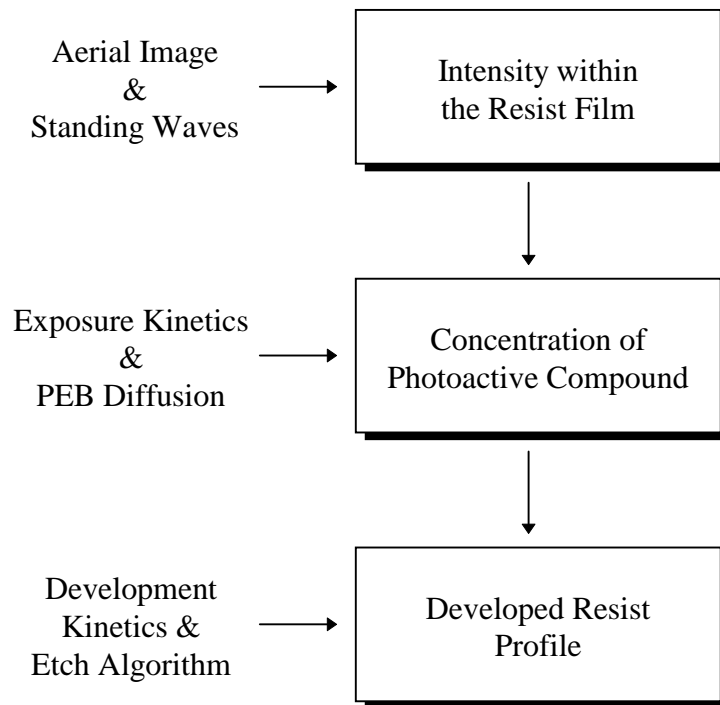 Aerial Image
&
Standing Waves
Intensity within
the Resist Film
Exposure Kinetics
&
PEB Diffusion
Concentration of
Photoactive Compound
Development
Kinetics &
Etch Algorithm
Developed Resist
Profile